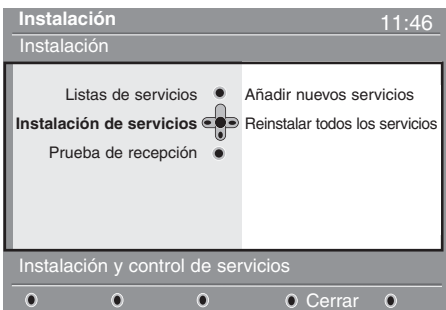 Instalación 11:46
Instalación
Listas de servicios Añadir nuevos servicios
Instalación de servicios Reinstalar todos los servicios
Prueba de recepción
Instalación y control de servicios
Cerrar